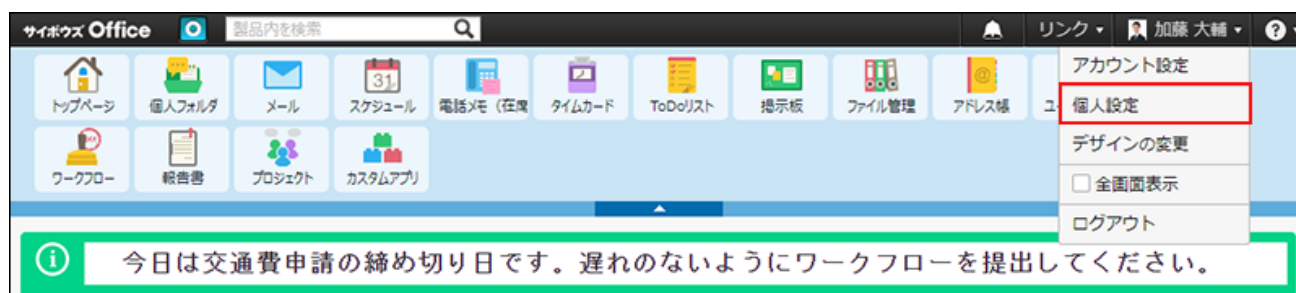 サイボウズ Office 製品内を検索 リンク 加藤 大輔
アカウント設定
個人設定
デザインの変更
全画面表示
ログアウト
トップページ 個人フォルダ メール スケジュール 電話メモ（在席 タイムカード ToDoリスト 掲示板 ファイル管理 アドレス帳 ユ
ワークフロー 報告書 プロジェクト カスタムアプリ
今日は交通費申請の締め切り日です。遅れのないようにワークフローを提出してください。